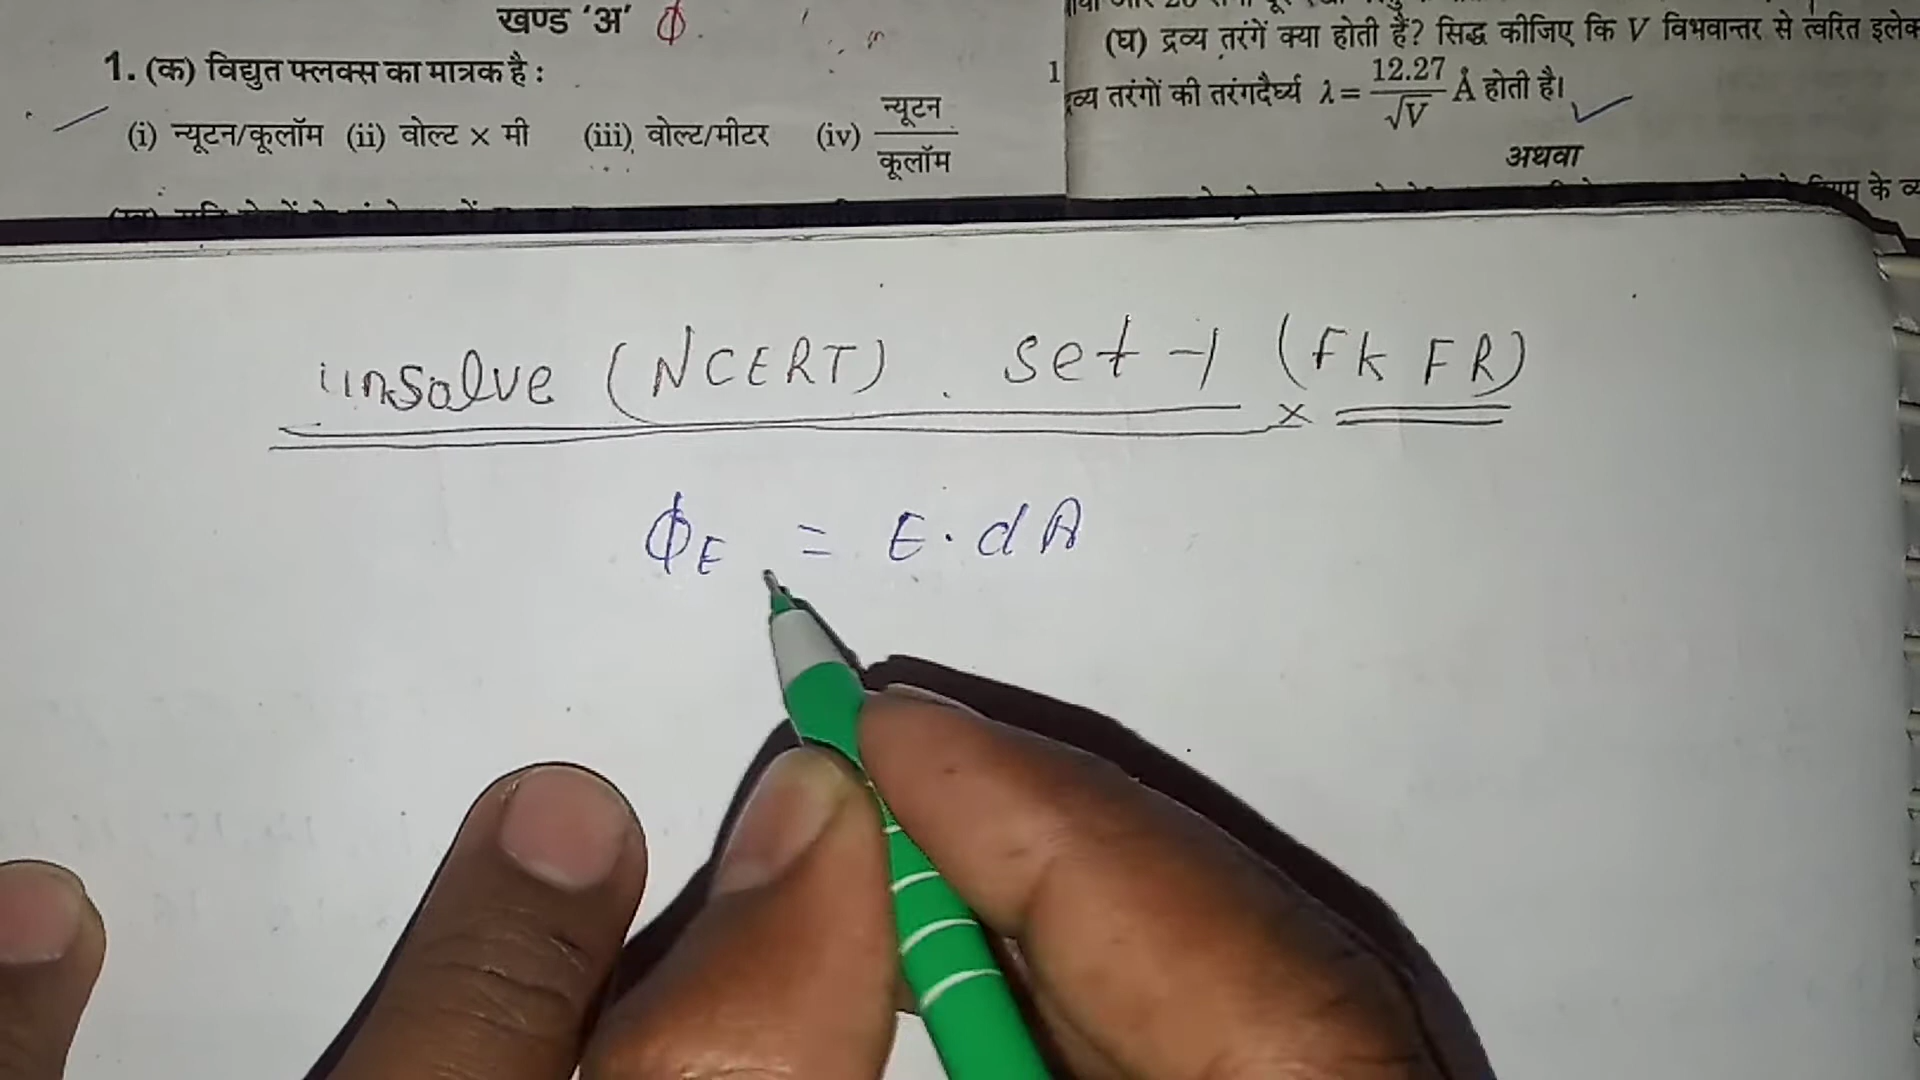 खण्ड ‘अ’ ϕ
1. (क) विद्युत फ्लक्स का मात्रक है : 1
(i) न्यूटन/कूलॉम (ii) वोल्ट × मी (iii) वोल्ट/मीटर (iv) न्यूटन/कूलॉम
(घ) द्रव्य तरंगें क्या होती हैं? सिद्ध कीजिए कि V विभवान्तर से त्वरित
द्रव्य तरंगों की तरंगदैर्घ्य λ = 12.27/√V Å होती है।
अथवा
unsolve (NCERT) set-1 (FK FR)
ϕE = E · dA